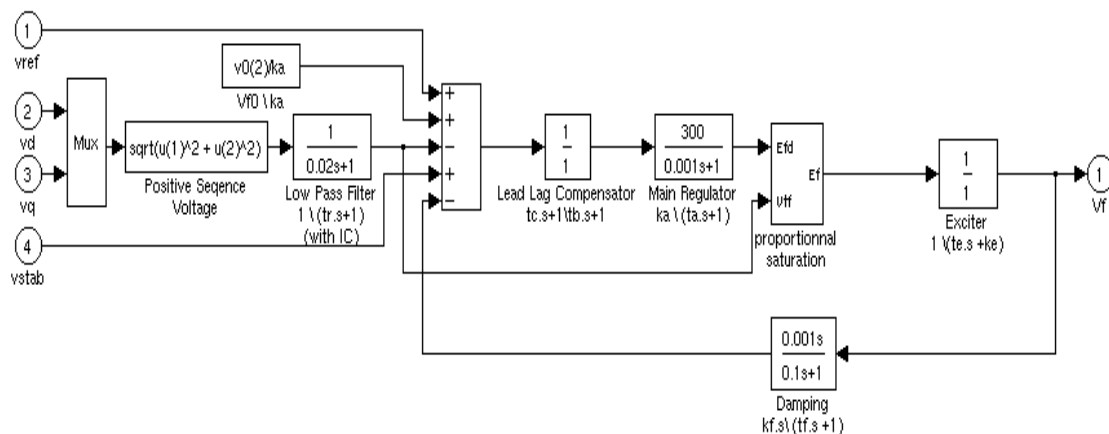 1
vref
2
vd
3
vq
4
vstab
Mux
sqrt(u(1)^2 + u(2)^2)
Positive Seqence
Voltage
v0(2)/ka
Vf0 \ ka
1
0.02s+1
Low Pass Filter
1 \ (tr.s+1)
(with IC)
+
+
−
+
−
1
1
Lead Lag Compensator
tc.s+1\tb.s+1
300
0.001s+1
Main Regulator
ka \ (ta.s+1)
Efd
Ef
Vtf
proportionnal
saturation
1
1
Exciter
1 \(te.s +ke)
1
Vf
0.001s
0.1s+1
Damping
kf.s\ (tf.s +1)